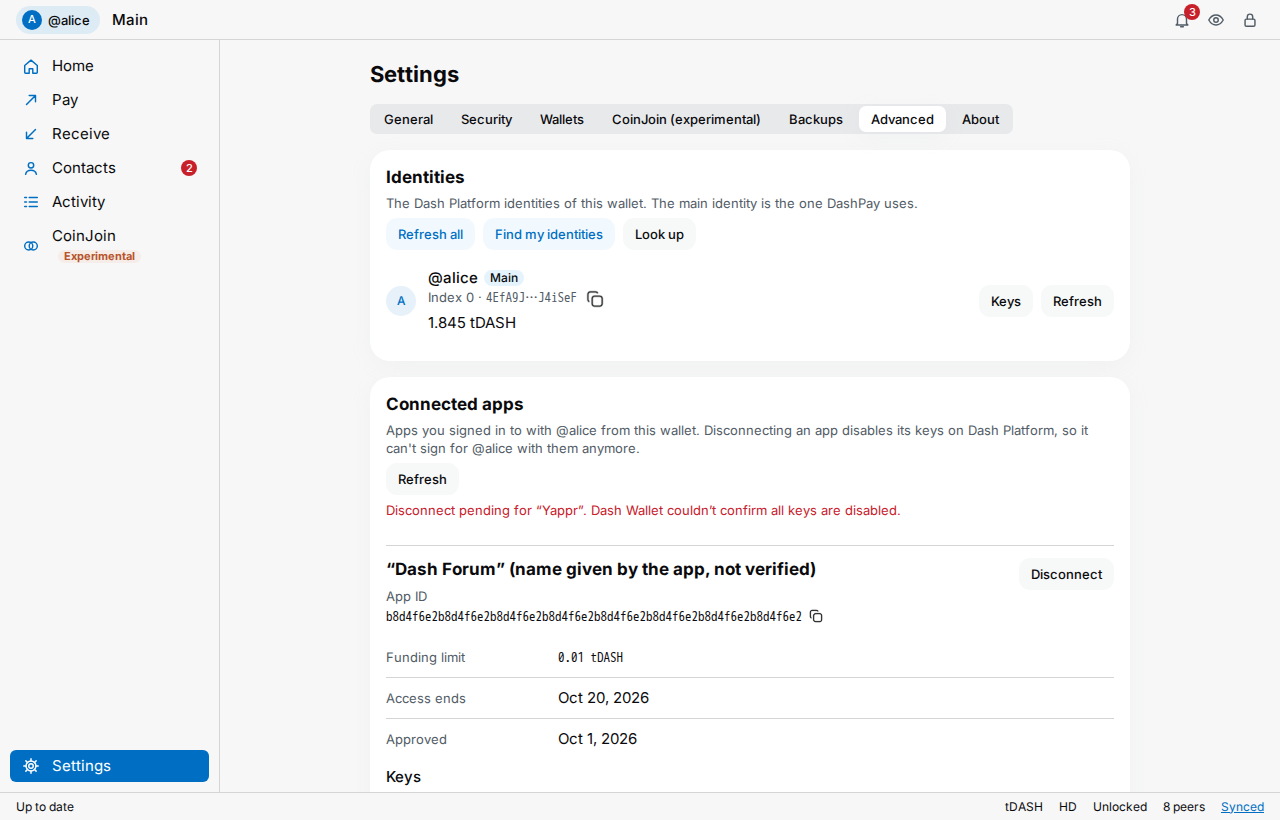 A @alice Main 3
Home
Pay
Receive
Contacts 2
Activity
CoinJoin
Experimental
Settings
Settings
General Security Wallets CoinJoin (experimental) Backups Advanced About
Identities
The Dash Platform identities of this wallet. The main identity is the one DashPay uses.
Refresh all Find my identities Look up
A
@alice Main
Index 0 · 4EfA9J···J4iSeF
1.845 tDASH
Keys Refresh
Connected apps
Apps you signed in to with @alice from this wallet. Disconnecting an app disables its keys on Dash Platform, so it
can't sign for @alice with them anymore.
Refresh
Disconnect pending for “Yappr”. Dash Wallet couldn’t confirm all keys are disabled.
“Dash Forum” (name given by the app, not verified) Disconnect
App ID
b8d4f6e2b8d4f6e2b8d4f6e2b8d4f6e2b8d4f6e2b8d4f6e2b8d4f6e2b8d4f6e2
Funding limit 0.01 tDASH
Access ends Oct 20, 2026
Approved Oct 1, 2026
Keys
Up to date tDASH HD Unlocked 8 peers Synced